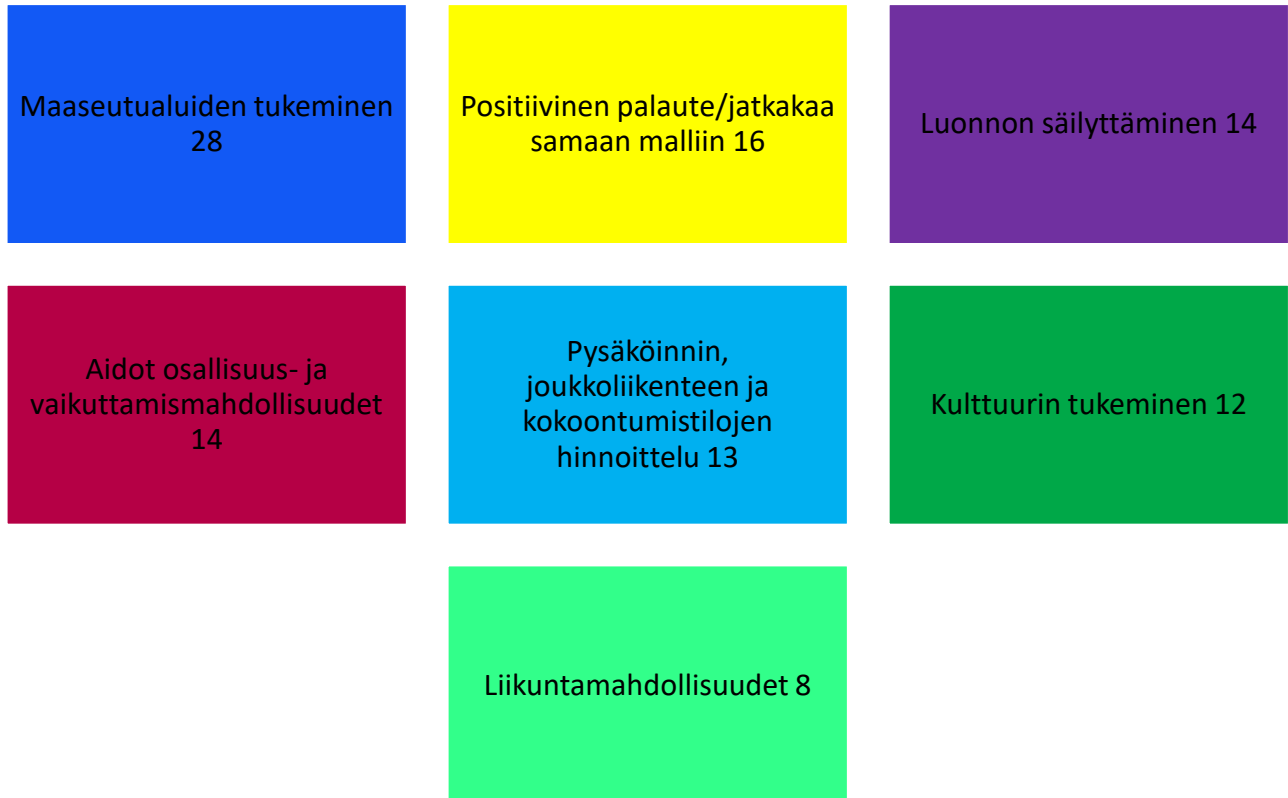 Maaseutualuiden tukeminen
28
Positiivinen palaute/jatkakaa
samaan malliin 16
Luonnon säilyttäminen 14
Aidot osallisuus- ja
vaikuttamismahdollisuudet
14
Pysäköinnin,
joukkoliikenteen ja
kokoontumistilojen
hinnoittelu 13
Kulttuurin tukeminen 12
Liikuntamahdollisuudet 8